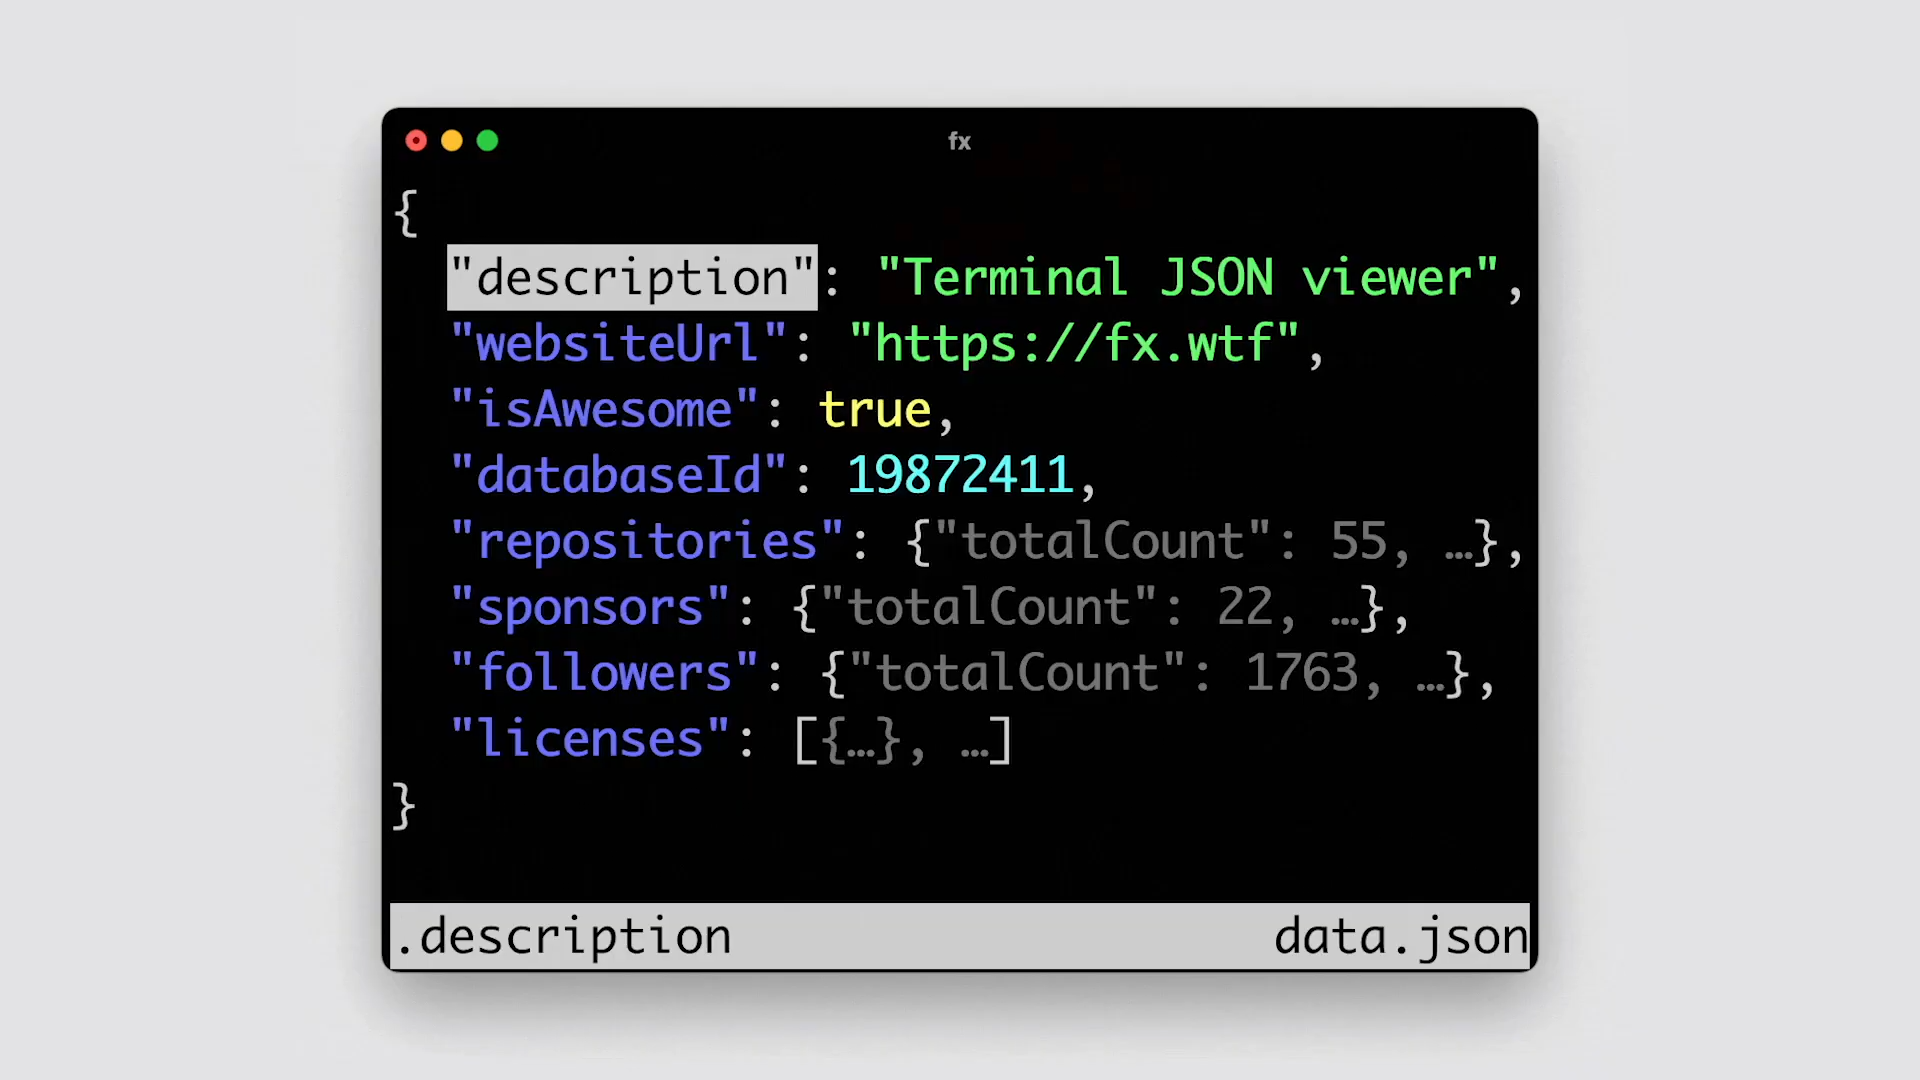 fx
{
"description": "Terminal JSON viewer",
"websiteUrl": "https://fx.wtf",
"isAwesome": true,
"databaseId": 19872411,
"repositories": {"totalCount": 55, …},
"sponsors": {"totalCount": 22, …},
"followers": {"totalCount": 1763, …},
"licenses": [{…}, …]
}
.description data.json